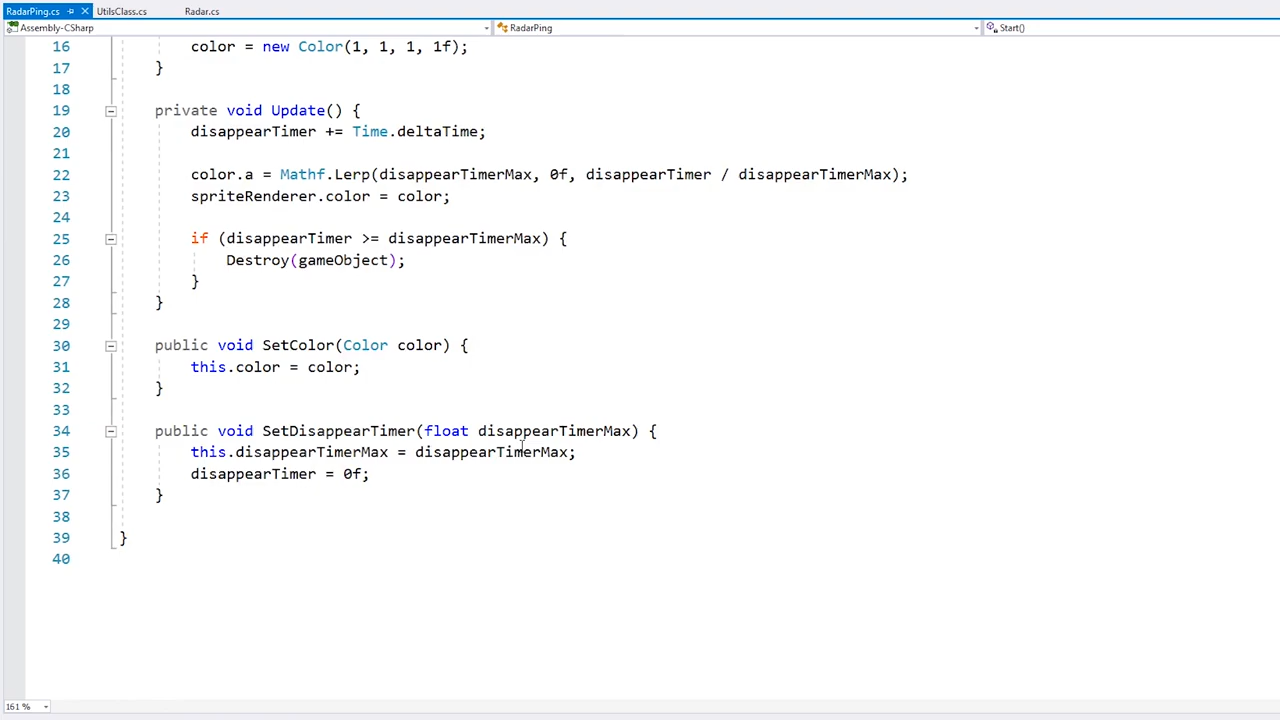 RadarPing.cs UtilsClass.cs Radar.cs
Assembly-CSharp RadarPing Start()
16 color = new Color(1, 1, 1, 1f);
17 }
18
19 private void Update() {
20 disappearTimer += Time.deltaTime;
21
22 color.a = Mathf.Lerp(disappearTimerMax, 0f, disappearTimer / disappearTimerMax);
23 spriteRenderer.color = color;
24
25 if (disappearTimer >= disappearTimerMax) {
26 Destroy(gameObject);
27 }
28 }
29
30 public void SetColor(Color color) {
31 this.color = color;
32 }
33
34 public void SetDisappearTimer(float disappearTimerMax) {
35 this.disappearTimerMax = disappearTimerMax;
36 disappearTimer = 0f;
37 }
38
39 }
40
161 %